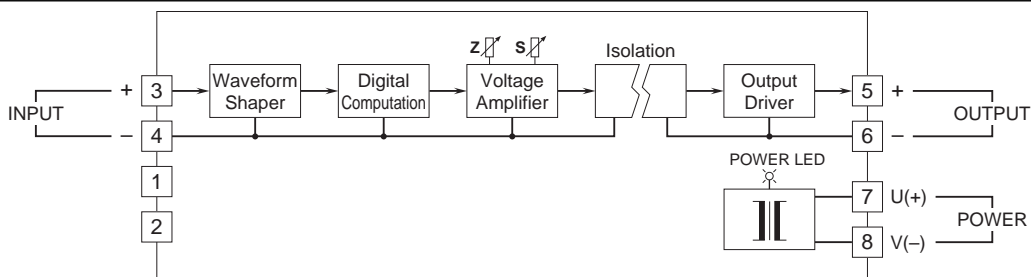 Z S
Isolation
Waveform
Shaper
Digital
Computation
Voltage
Amplifier
Output
Driver
INPUT
+ 3
– 4
1
2
5 +
6 –
OUTPUT
POWER LED
7 U(+)
8 V(–)
POWER